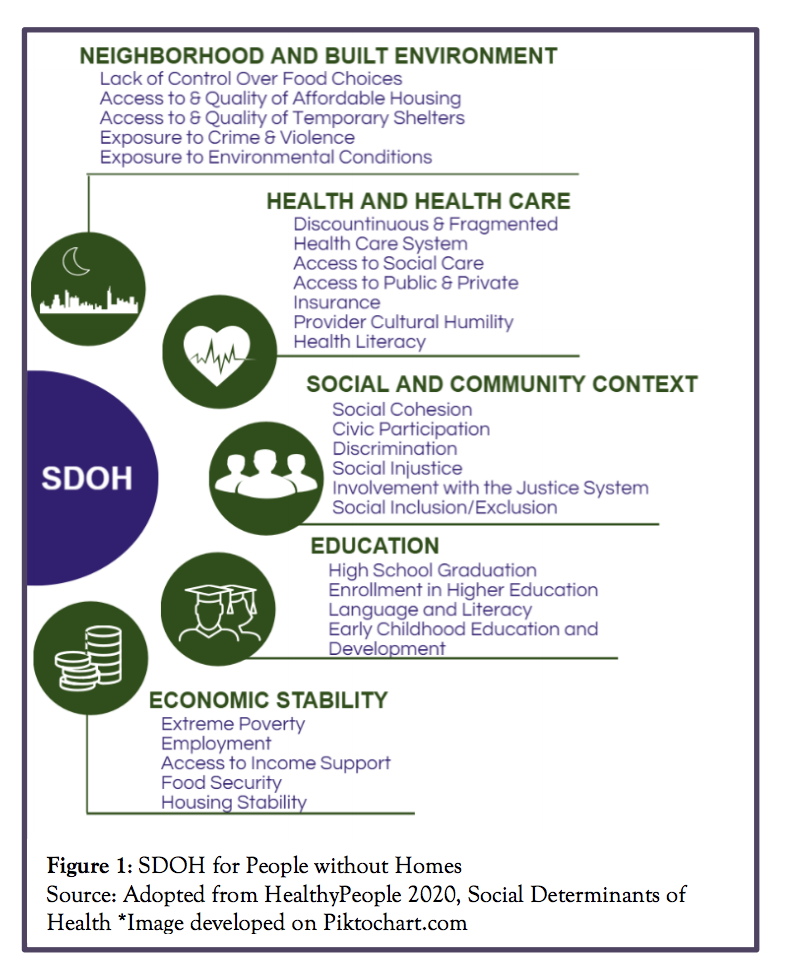 NEIGHBORHOOD AND BUILT ENVIRONMENT
Lack of Control Over Food Choices
Access to & Quality of Affordable Housing
Access to & Quality of Temporary Shelters
Exposure to Crime & Violence
Exposure to Environmental Conditions
HEALTH AND HEALTH CARE
Discountinuous & Fragmented
Health Care System
Access to Social Care
Access to Public & Private
Insurance
Provider Cultural Humility
Health Literacy
SOCIAL AND COMMUNITY CONTEXT
Social Cohesion
Civic Participation
Discrimination
Social Injustice
Involvement with the Justice System
Social Inclusion/Exclusion
SDOH
EDUCATION
High School Graduation
Enrollment in Higher Education
Language and Literacy
Early Childhood Education and
Development
ECONOMIC STABILITY
Extreme Poverty
Employment
Access to Income Support
Food Security
Housing Stability
Figure 1: SDOH for People without Homes
Source: Adopted from HealthyPeople 2020, Social Determinants of
Health *Image developed on Piktochart.com